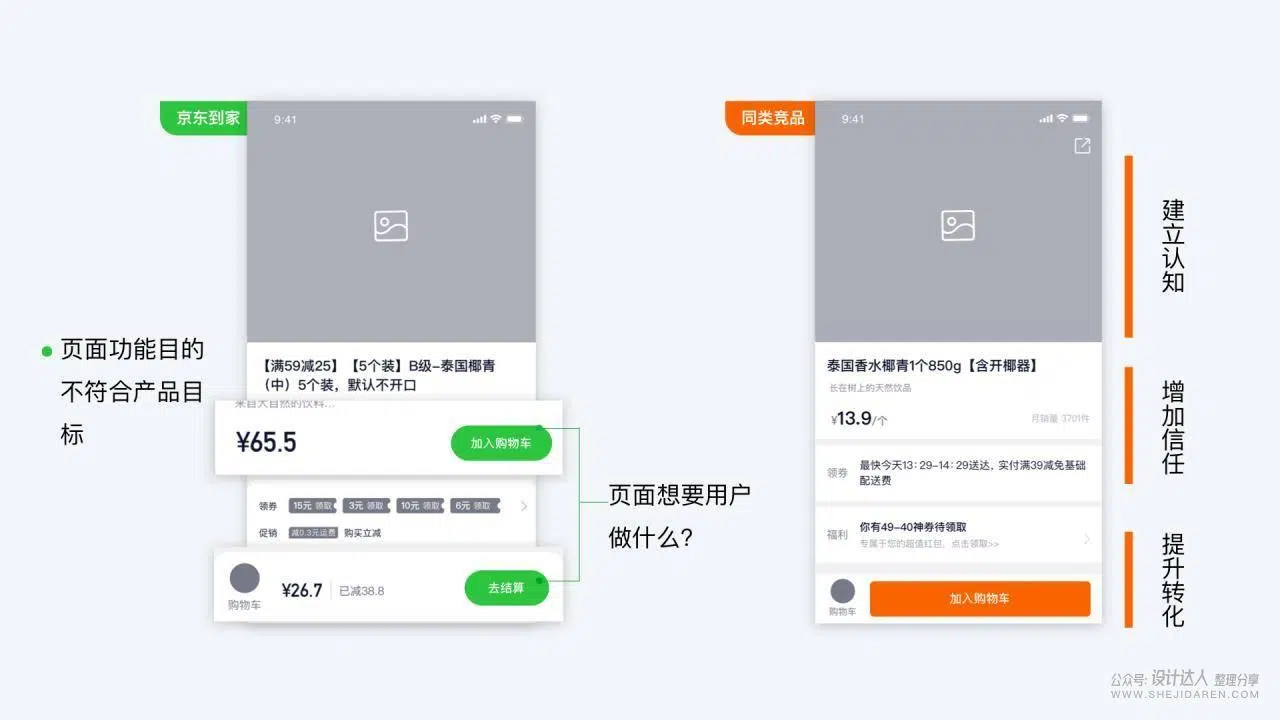 京东到家
9:41
【满59减25】【5个装】B级-泰国椰青
(中)5个装，默认不开口
来自大自然的饮料...
¥65.5
加入购物车
领券
15元 领取
3元 领取
10元 领取
6元 领取
促销
减0.3元运费
购买立减
购物车
¥26.7
已减38.8
去结算
页面功能目的
不符合产品目
标
页面想要用户
做什么?
同类竞品
9:41
泰国香水椰青1个850g【含开椰器】
长在树上的天然饮品
¥13.9/个
月销量 3701件
领券
最快今天13：29-14：29送达，实付满39减免基础
配送费
福利
你有49-40神券待领取
专属于您的超值红包，点击领取>>
购物车
加入购物车
建立认知
增加信任
提升转化
公众号: 设计达人 整理分享
WWW.SHEJIDAREN.COM